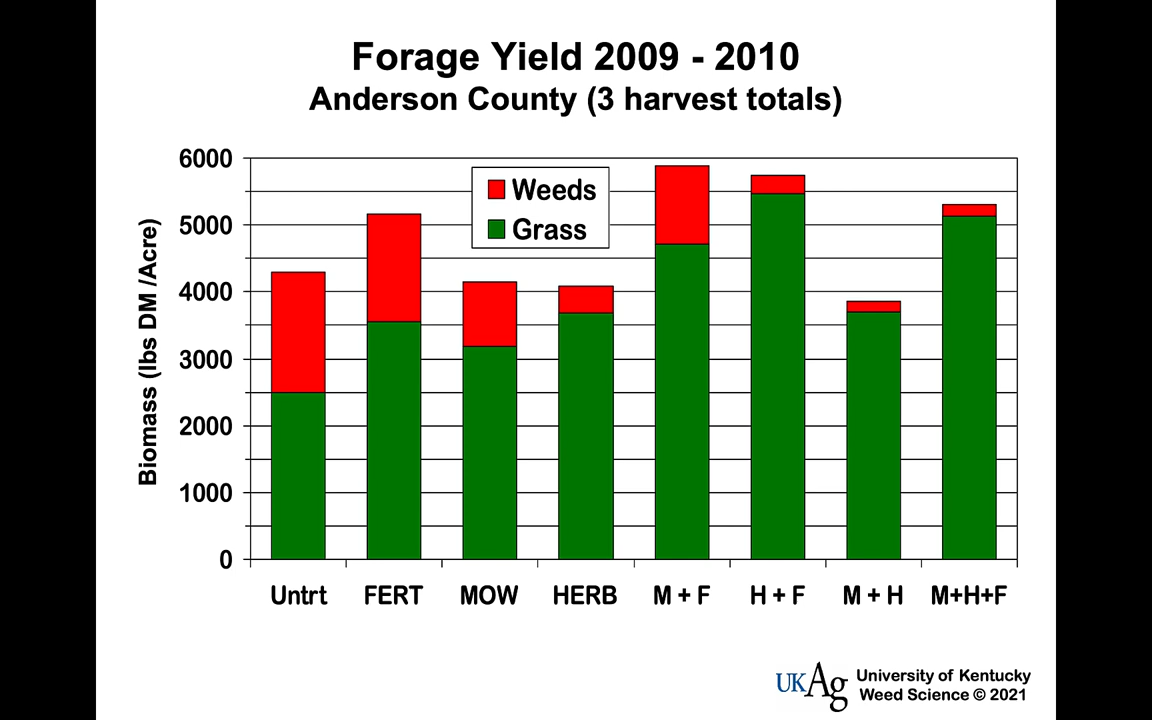 Forage Yield 2009 - 2010
Anderson County (3 harvest totals)
Biomass (lbs DM /Acre)
6000
5000
4000
3000
2000
1000
0
Weeds
Grass
Untrt FERT MOW HERB M + F H + F M + H M+H+F
UKAg
University of Kentucky
Weed Science © 2021